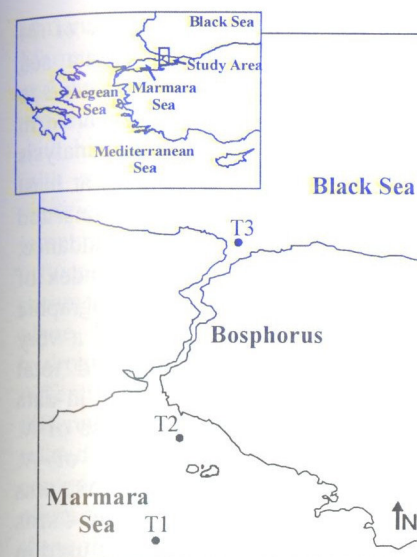 Black Sea
Study Area
Aegean
Sea
Marmara
Sea
Mediterranean
Sea
Black Sea
T3
Bosphorus
T2
Marmara
Sea
T1
N